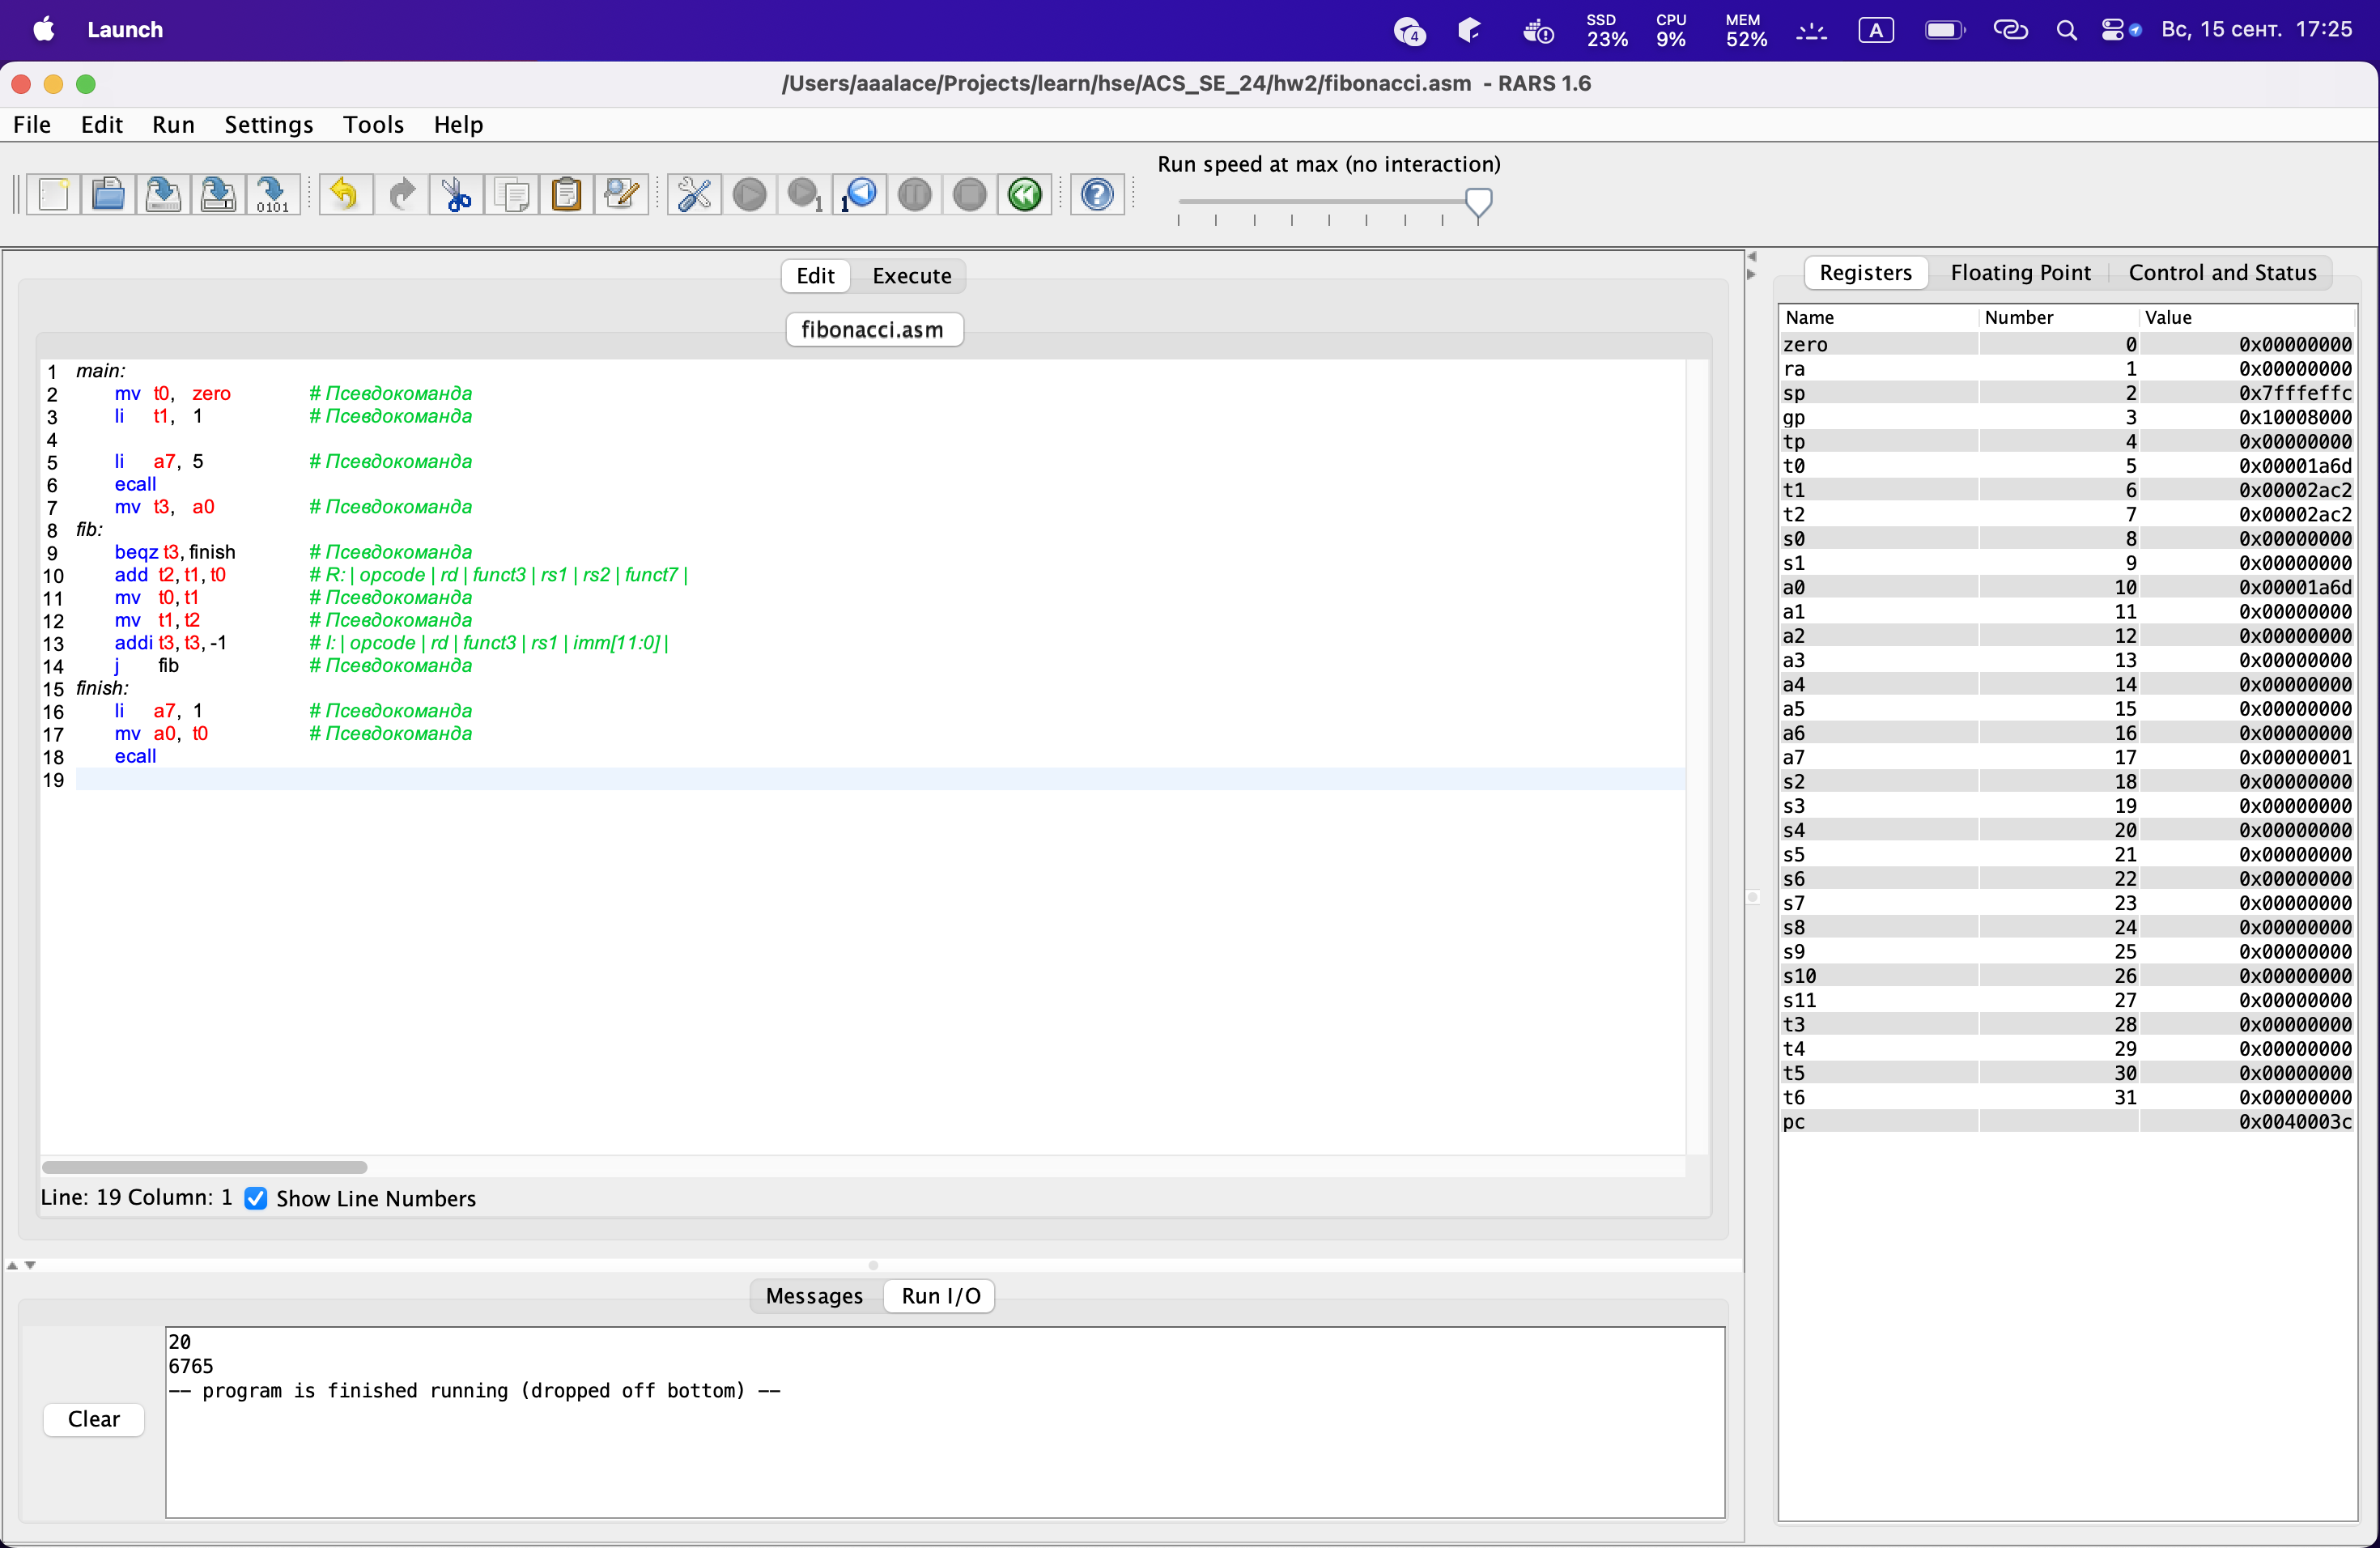 Launch 4 SSD 23% CPU 9% MEM 52% A Вс, 15 сент. 17:25
/Users/aaalace/Projects/learn/hse/ACS_SE_24/hw2/fibonacci.asm - RARS 1.6
File Edit Run Settings Tools Help
Run speed at max (no interaction)
0101 1 1 ?
Edit Execute
fibonacci.asm
1 main:
2 mv t0, zero # Псевдокоманда
3 li t1, 1 # Псевдокоманда
4
5 li a7, 5 # Псевдокоманда
6 ecall
7 mv t3, a0 # Псевдокоманда
8 fib:
9 beqz t3, finish # Псевдокоманда
10 add t2, t1, t0 # R: | opcode | rd | funct3 | rs1 | rs2 | funct7 |
11 mv t0, t1 # Псевдокоманда
12 mv t1, t2 # Псевдокоманда
13 addi t3, t3, -1 # I: | opcode | rd | funct3 | rs1 | imm[11:0] |
14 j fib # Псевдокоманда
15 finish:
16 li a7, 1 # Псевдокоманда
17 mv a0, t0 # Псевдокоманда
18 ecall
19
Line: 19 Column: 1 Show Line Numbers
Messages Run I/O
20
6765
-- program is finished running (dropped off bottom) --
Clear
Registers Floating Point Control and Status
Name Number Value
zero 0 0x00000000
ra 1 0x00000000
sp 2 0x7fffeffc
gp 3 0x10008000
tp 4 0x00000000
t0 5 0x00001a6d
t1 6 0x00002ac2
t2 7 0x00002ac2
s0 8 0x00000000
s1 9 0x00000000
a0 10 0x00001a6d
a1 11 0x00000000
a2 12 0x00000000
a3 13 0x00000000
a4 14 0x00000000
a5 15 0x00000000
a6 16 0x00000000
a7 17 0x00000001
s2 18 0x00000000
s3 19 0x00000000
s4 20 0x00000000
s5 21 0x00000000
s6 22 0x00000000
s7 23 0x00000000
s8 24 0x00000000
s9 25 0x00000000
s10 26 0x00000000
s11 27 0x00000000
t3 28 0x00000000
t4 29 0x00000000
t5 30 0x00000000
t6 31 0x00000000
pc 0x0040003c